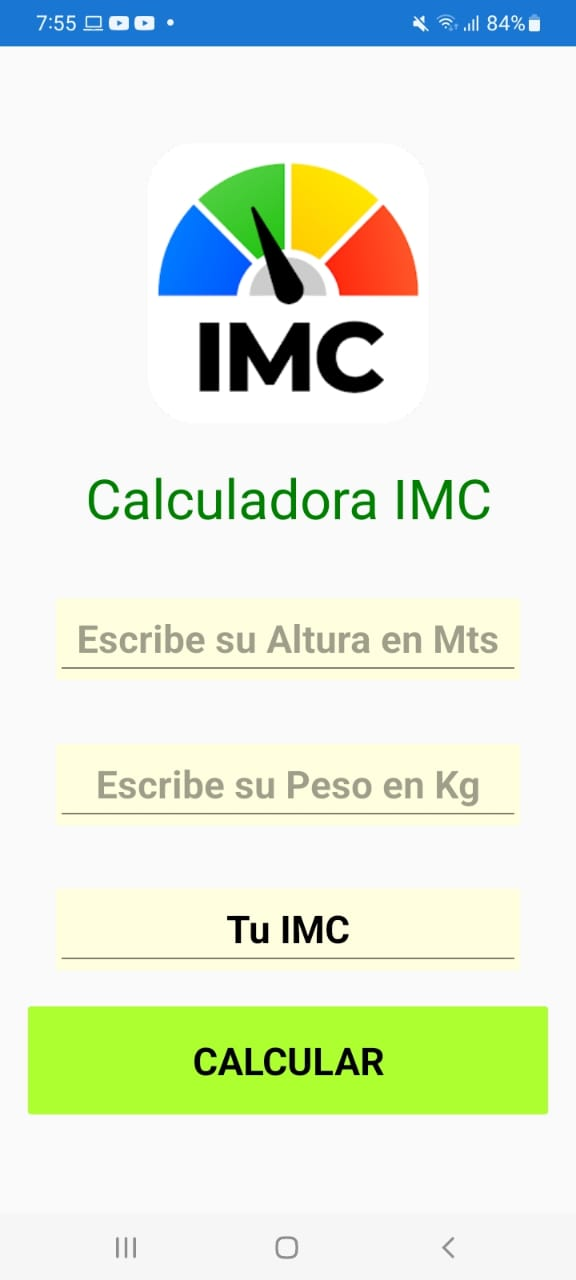 7:55 84%
IMC
Calculadora IMC
Escribe su Altura en Mts
Escribe su Peso en Kg
Tu IMC
CALCULAR